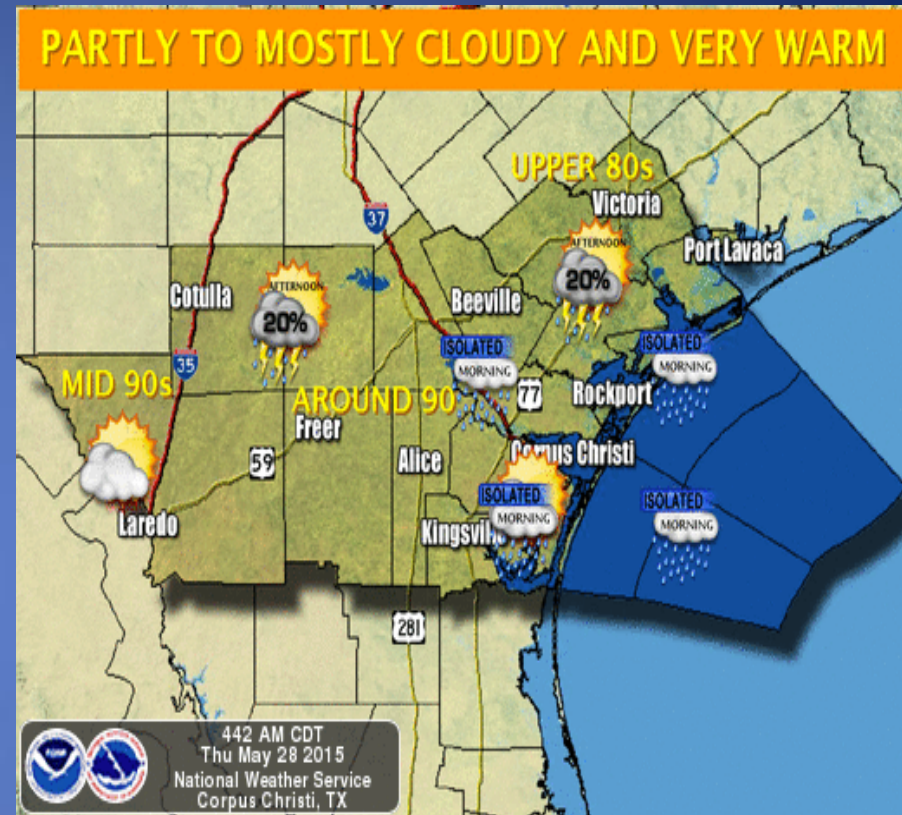 PARTLY TO MOSTLY CLOUDY AND VERY WARM
UPPER 80s
Victoria
37
AFTERNOON
20%
Port Lavaca
Cotulla
AFTERNOON
20%
Beeville
ISOLATED
MORNING
ISOLATED
MORNING
35
MID 90s
AROUND 90
77
Rockport
Freer
59
Alice
Corpus Christi
ISOLATED
MORNING
ISOLATED
MORNING
Laredo
Kingsville
281
442 AM CDT
Thu May 28 2015
National Weather Service
Corpus Christi, TX